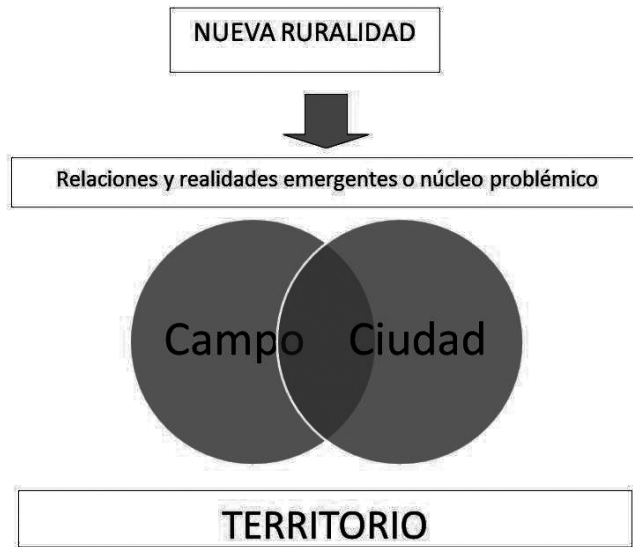 NUEVA RURALIDAD
Relaciones y realidades emergentes o núcleo problémico
Campo Ciudad
TERRITORIO